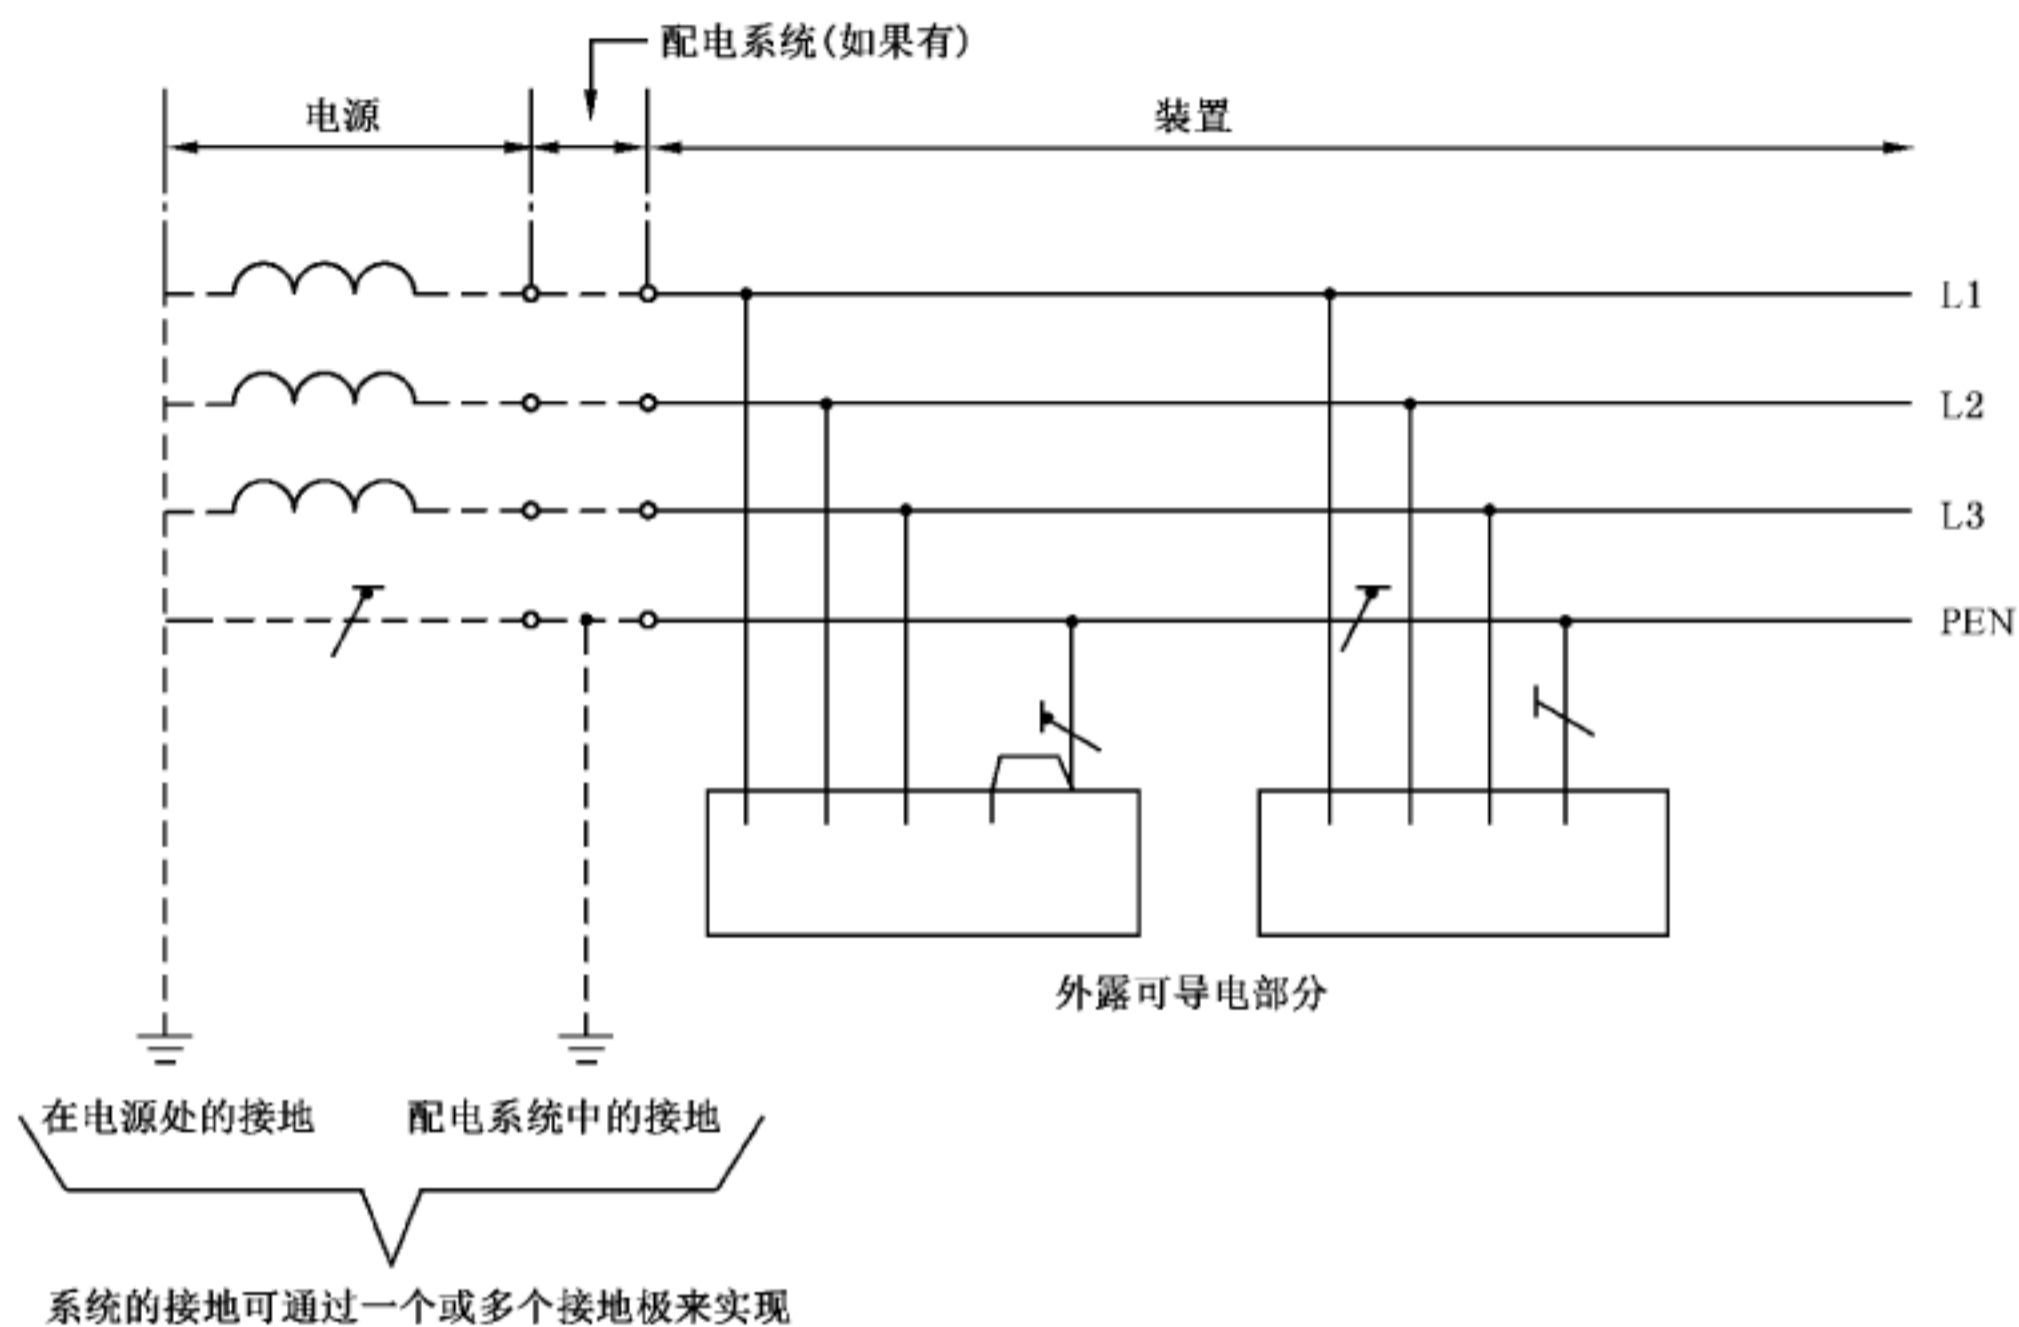 配电系统(如果有)
电源
装置
L1
L2
L3
PEN
外露可导电部分
在电源处的接地
配电系统中的接地
系统的接地可通过一个或多个接地极来实现